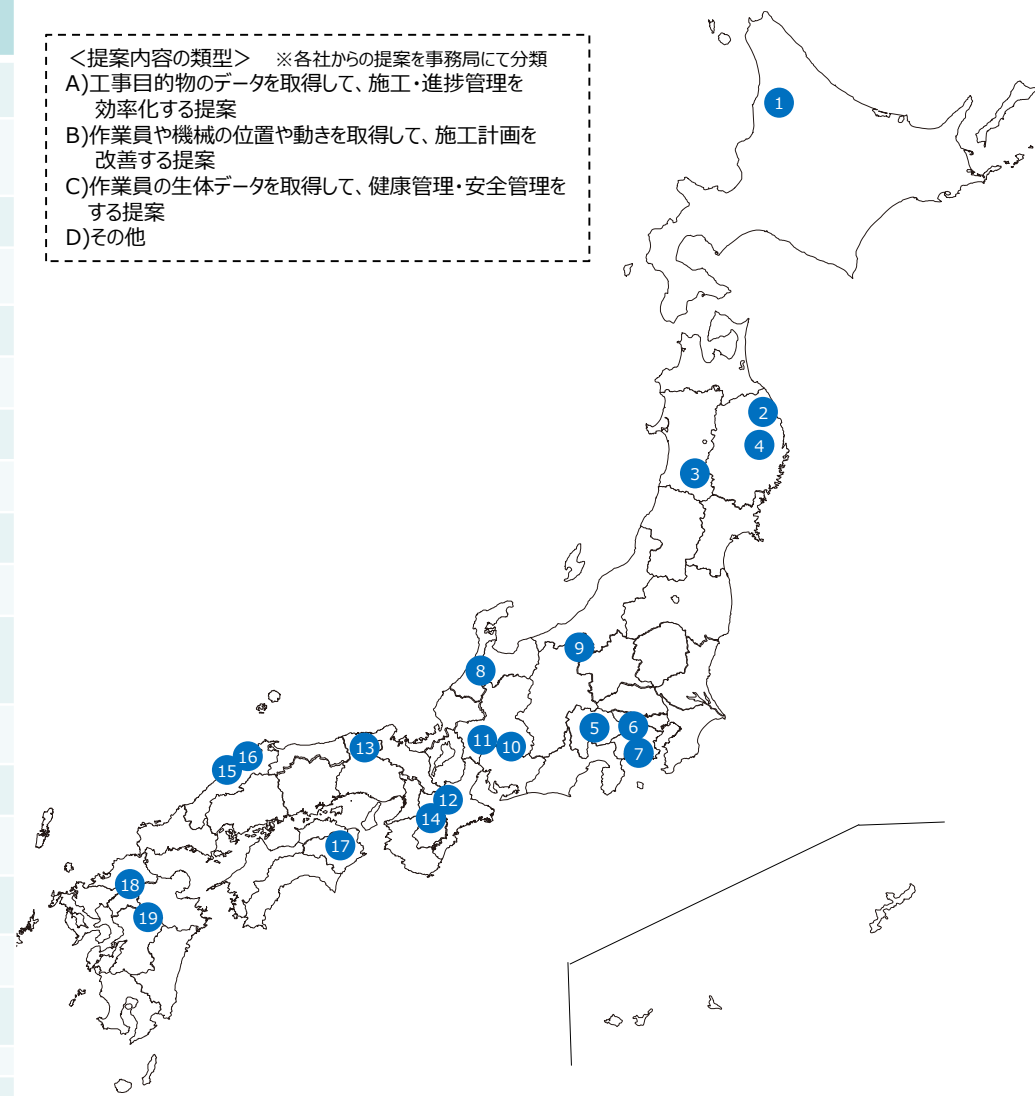 ＜提案内容の類型＞　※各社からの提案を事務局にて分類
A)工事目的物のデータを取得して、施工・進捗管理を
効率化する提案
B)作業員や機械の位置や動きを取得して、施工計画を
改善する提案
C)作業員の生体データを取得して、健康管理・安全管理を
する提案
D)その他
1
2
4
3
9
8
5
6
7
11
10
13
16
15
12
14
17
18
19